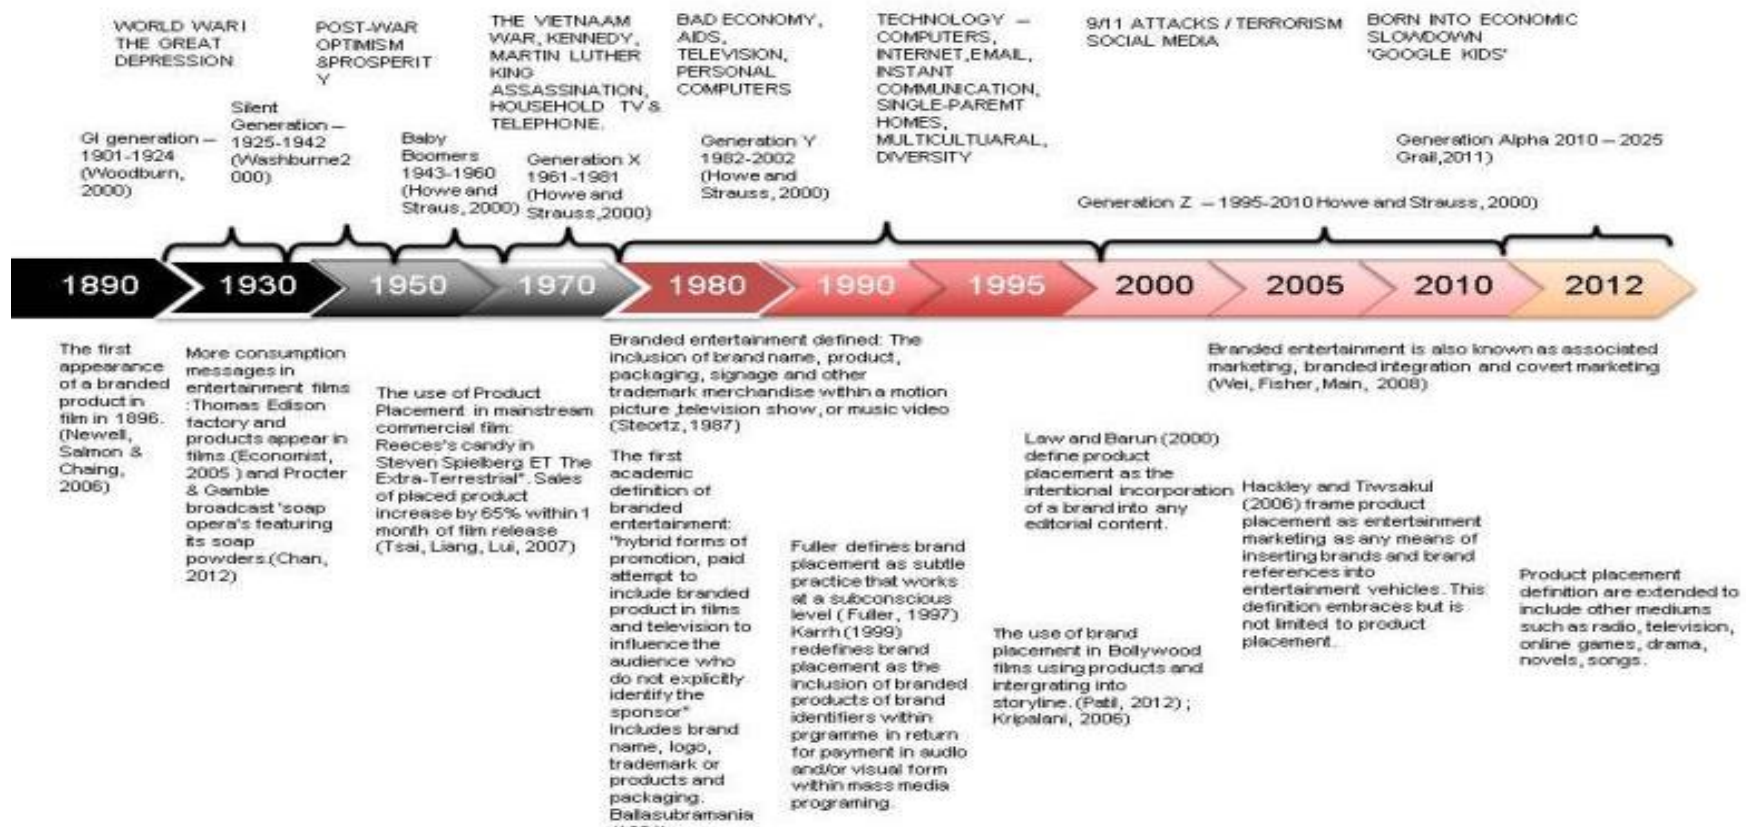 WORLD WAR I
THE GREAT
DEPRESSION
POST-WAR
OPTIMISM
&PROSPERIT
Y
THE VIETNAAM
WAR, KENNEDY,
MARTIN LUTHER
KING
ASSASSINATION,
HOUSEHOLD TV &
TELEPHONE.
BAD ECONOMY,
AIDS,
TELEVISION,
PERSONAL
COMPUTERS
TECHNOLOGY –
COMPUTERS,
INTERNET,EMAIL,
INSTANT
COMMUNICATION,
SINGLE-PAREMT
HOMES,
MULTICULTUARAL,
DIVERSITY
9/11 ATTACKS / TERRORISM
SOCIAL MEDIA
BORN INTO ECONOMIC
SLOWDOWN
'GOOGLE KIDS'
GI generation –
1901-1924
(Woodburn,
2000)
Silent
Generation –
1925-1942
(Washburne2
000)
Baby
Boomers
1943-1960
(Howe and
Straus, 2000)
Generation X
1961-1981
(Howe and
Strauss,2000)
Generation Y
1982-2002
(Howe and
Strauss, 2000)
Generation Z – 1995-2010 Howe and Strauss, 2000)
Generation Alpha 2010 – 2025
Grail,2011)
1890
1930
1950
1970
1980
1990
1995
2000
2005
2010
2012
The first
appearance
of a branded
product in
film in 1896.
(Newell,
Salmon &
Chaing,
2006)
More consumption
messages in
entertainment films
:Thomas Edison
factory and
products appear in
films.(Economist,
2005 ) and Procter
& Gamble
broadcast 'soap
opera's featuring
its soap
powders.(Chan,
2012)
The use of Product
Placement in mainstream
commercial film:
Reeces's candy in
Steven Spielberg ET The
Extra-Terrestrial". Sales
of placed product
increase by 65% within 1
month of film release
(Tsai, Liang, Lui, 2007)
Branded entertainment defined: The
inclusion of brand name, product,
packaging, signage and other
trademark merchandise within a motion
picture ,television show, or music video
(Steortz,1987)
The first
academic
definition of
branded
entertainment:
"hybrid forms of
promotion, paid
attempt to
include branded
product in films
and television to
influence the
audience who
do not explicitly
identify the
sponsor"
Includes brand
name, logo,
trademark or
products and
packaging.
Ballasubramania
Fuller defines brand
placement as subtle
practice that works
at a subconscious
level ( Fuller, 1997)
Karrh (1999)
redefines brand
placement as the
inclusion of branded
products of brand
identifiers within
prgramme in return
for payment in audio
and/or visual form
within mass media
programing.
Law and Barun (2000)
define product
placement as the
intentional incorporation
of a brand into any
editorial content.
The use of brand
placement in Bollywood
films using products and
intergrating into
storyline. (Patil, 2012) ;
Kripalani, 2006)
Branded entertainment is also known as associated
marketing, branded integration and covert marketing
(Wei, Fisher, Main, 2008)
Hackley and Tiwsakul
(2006) frame product
placement as entertainment
marketing as any means of
inserting brands and brand
references into
entertainment vehicles. This
definition embraces but is
not limited to product
placement.
Product placement
definition are extended to
include other mediums
such as radio, television,
online games, drama,
novels, songs.